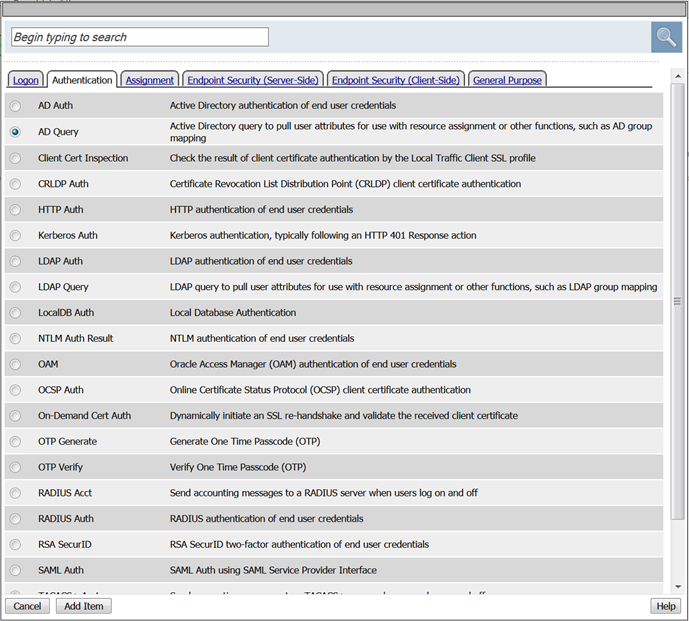 Begin typing to search
Logon Authentication Assignment Endpoint Security (Server-Side) Endpoint Security (Client-Side) General Purpose
AD Auth Active Directory authentication of end user credentials
AD Query Active Directory query to pull user attributes for use with resource assignment or other functions, such as AD group
mapping
Client Cert Inspection Check the result of client certificate authentication by the Local Traffic Client SSL profile
CRLDP Auth Certificate Revocation List Distribution Point (CRLDP) client certificate authentication
HTTP Auth HTTP authentication of end user credentials
Kerberos Auth Kerberos authentication, typically following an HTTP 401 Response action
LDAP Auth LDAP authentication of end user credentials
LDAP Query LDAP query to pull user attributes for use with resource assignment or other functions, such as LDAP group mapping
LocalDB Auth Local Database Authentication
NTLM Auth Result NTLM authentication of end user credentials
OAM Oracle Access Manager (OAM) authentication of end user credentials
OCSP Auth Online Certificate Status Protocol (OCSP) client certificate authentication
On-Demand Cert Auth Dynamically initiate an SSL re-handshake and validate the received client certificate
OTP Generate Generate One Time Passcode (OTP)
OTP Verify Verify One Time Passcode (OTP)
RADIUS Acct Send accounting messages to a RADIUS server when users log on and off
RADIUS Auth RADIUS authentication of end user credentials
RSA SecurID RSA SecurID two-factor authentication of end user credentials
SAML Auth SAML Auth using SAML Service Provider Interface
Cancel Add Item Help